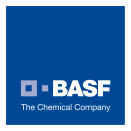 BASF
The Chemical Company